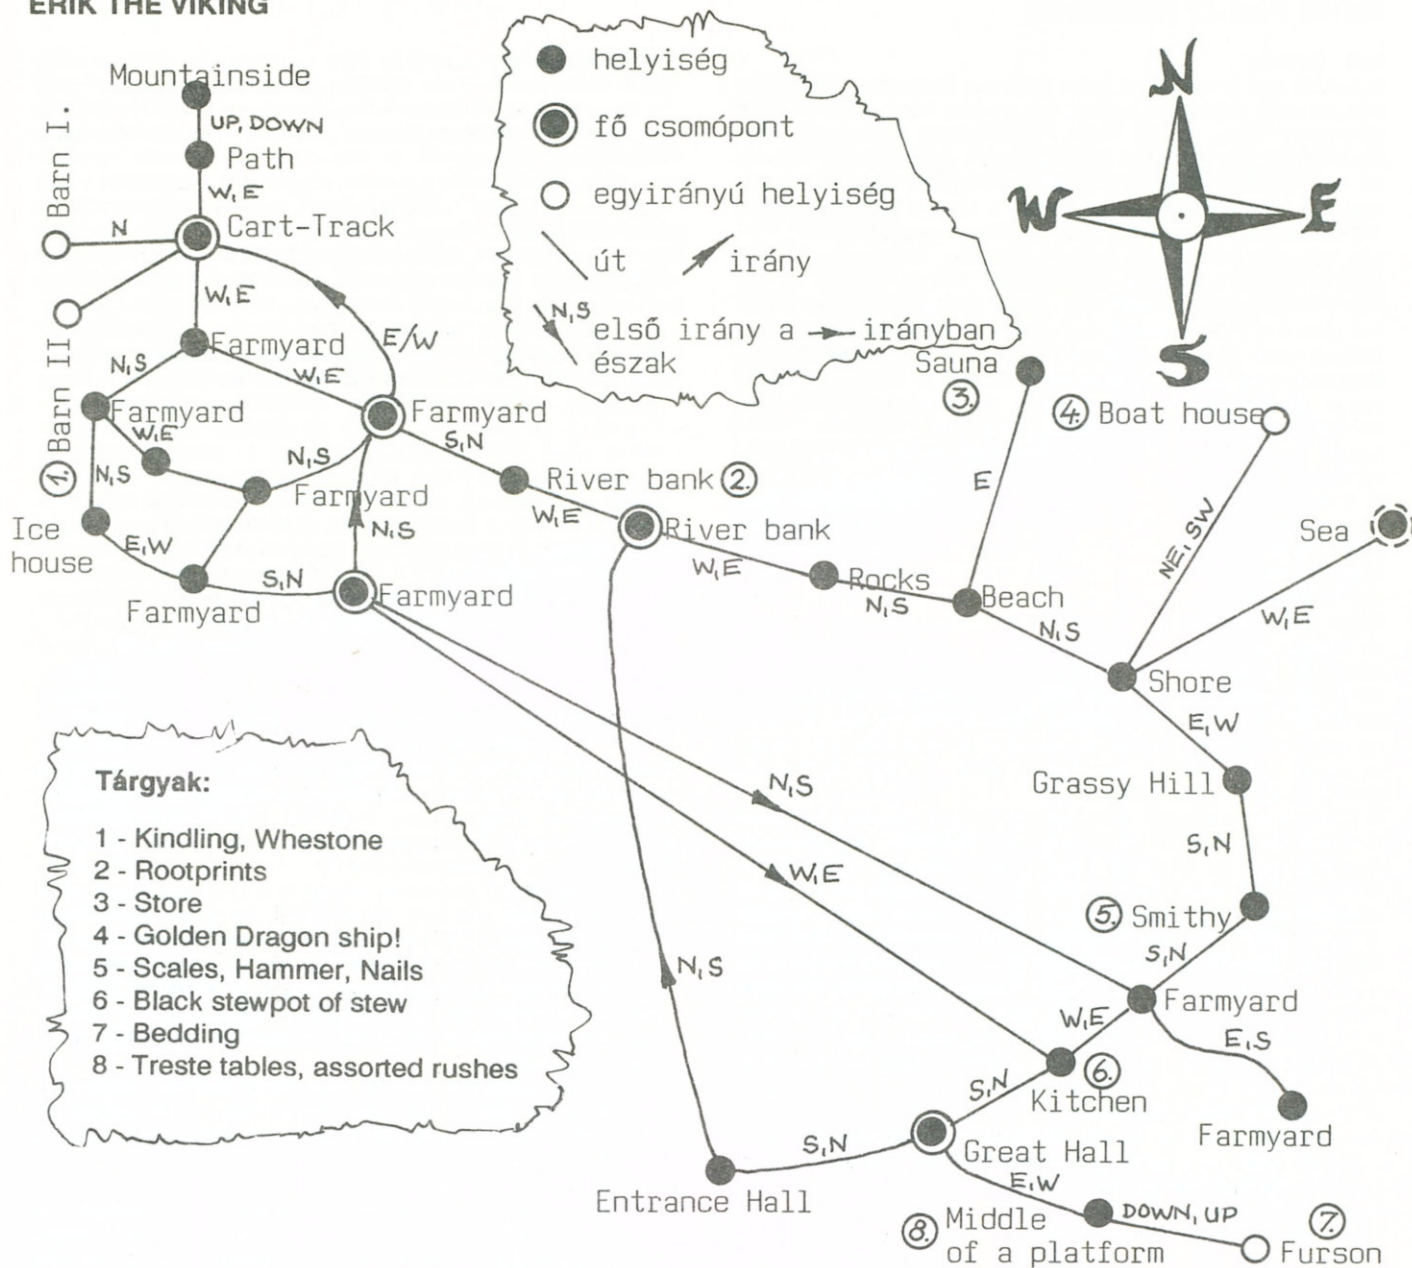 ERIK THE VIKING
helyiség
fő csomópont
egyirányú helyiség
út
irány
N,S
első irány a → irányban
észak
N
W
E
S
Mountainside
UP, DOWN
Path
W,E
Barn I.
N
Cart-Track
W,E
1. Barn II
Farmyard
E/W
N,S
W,E
Farmyard
Farmyard
W,E
S,N
N,S
N,S
Farmyard
N,S
River bank 2.
W,E
River bank
Ice
house
E,W
S,N
Farmyard
Farmyard
W,E
Rocks
N,S
Sauna
3.
E
Beach
N,S
4. Boat house
NE, SW
Sea
W,E
Shore
E,W
Grassy Hill
S,N
5. Smithy
S,N
N,S
W,E
N,S
Farmyard
W,E
E,S
Farmyard
6.
Kitchen
S,N
Great Hall
S,N
Entrance Hall
E,W
8. Middle
of a platform
DOWN, UP
7.
Furson
Tárgyak:
1 - Kindling, Whestone
2 - Rootprints
3 - Store
4 - Golden Dragon ship!
5 - Scales, Hammer, Nails
6 - Black stewpot of stew
7 - Bedding
8 - Treste tables, assorted rushes